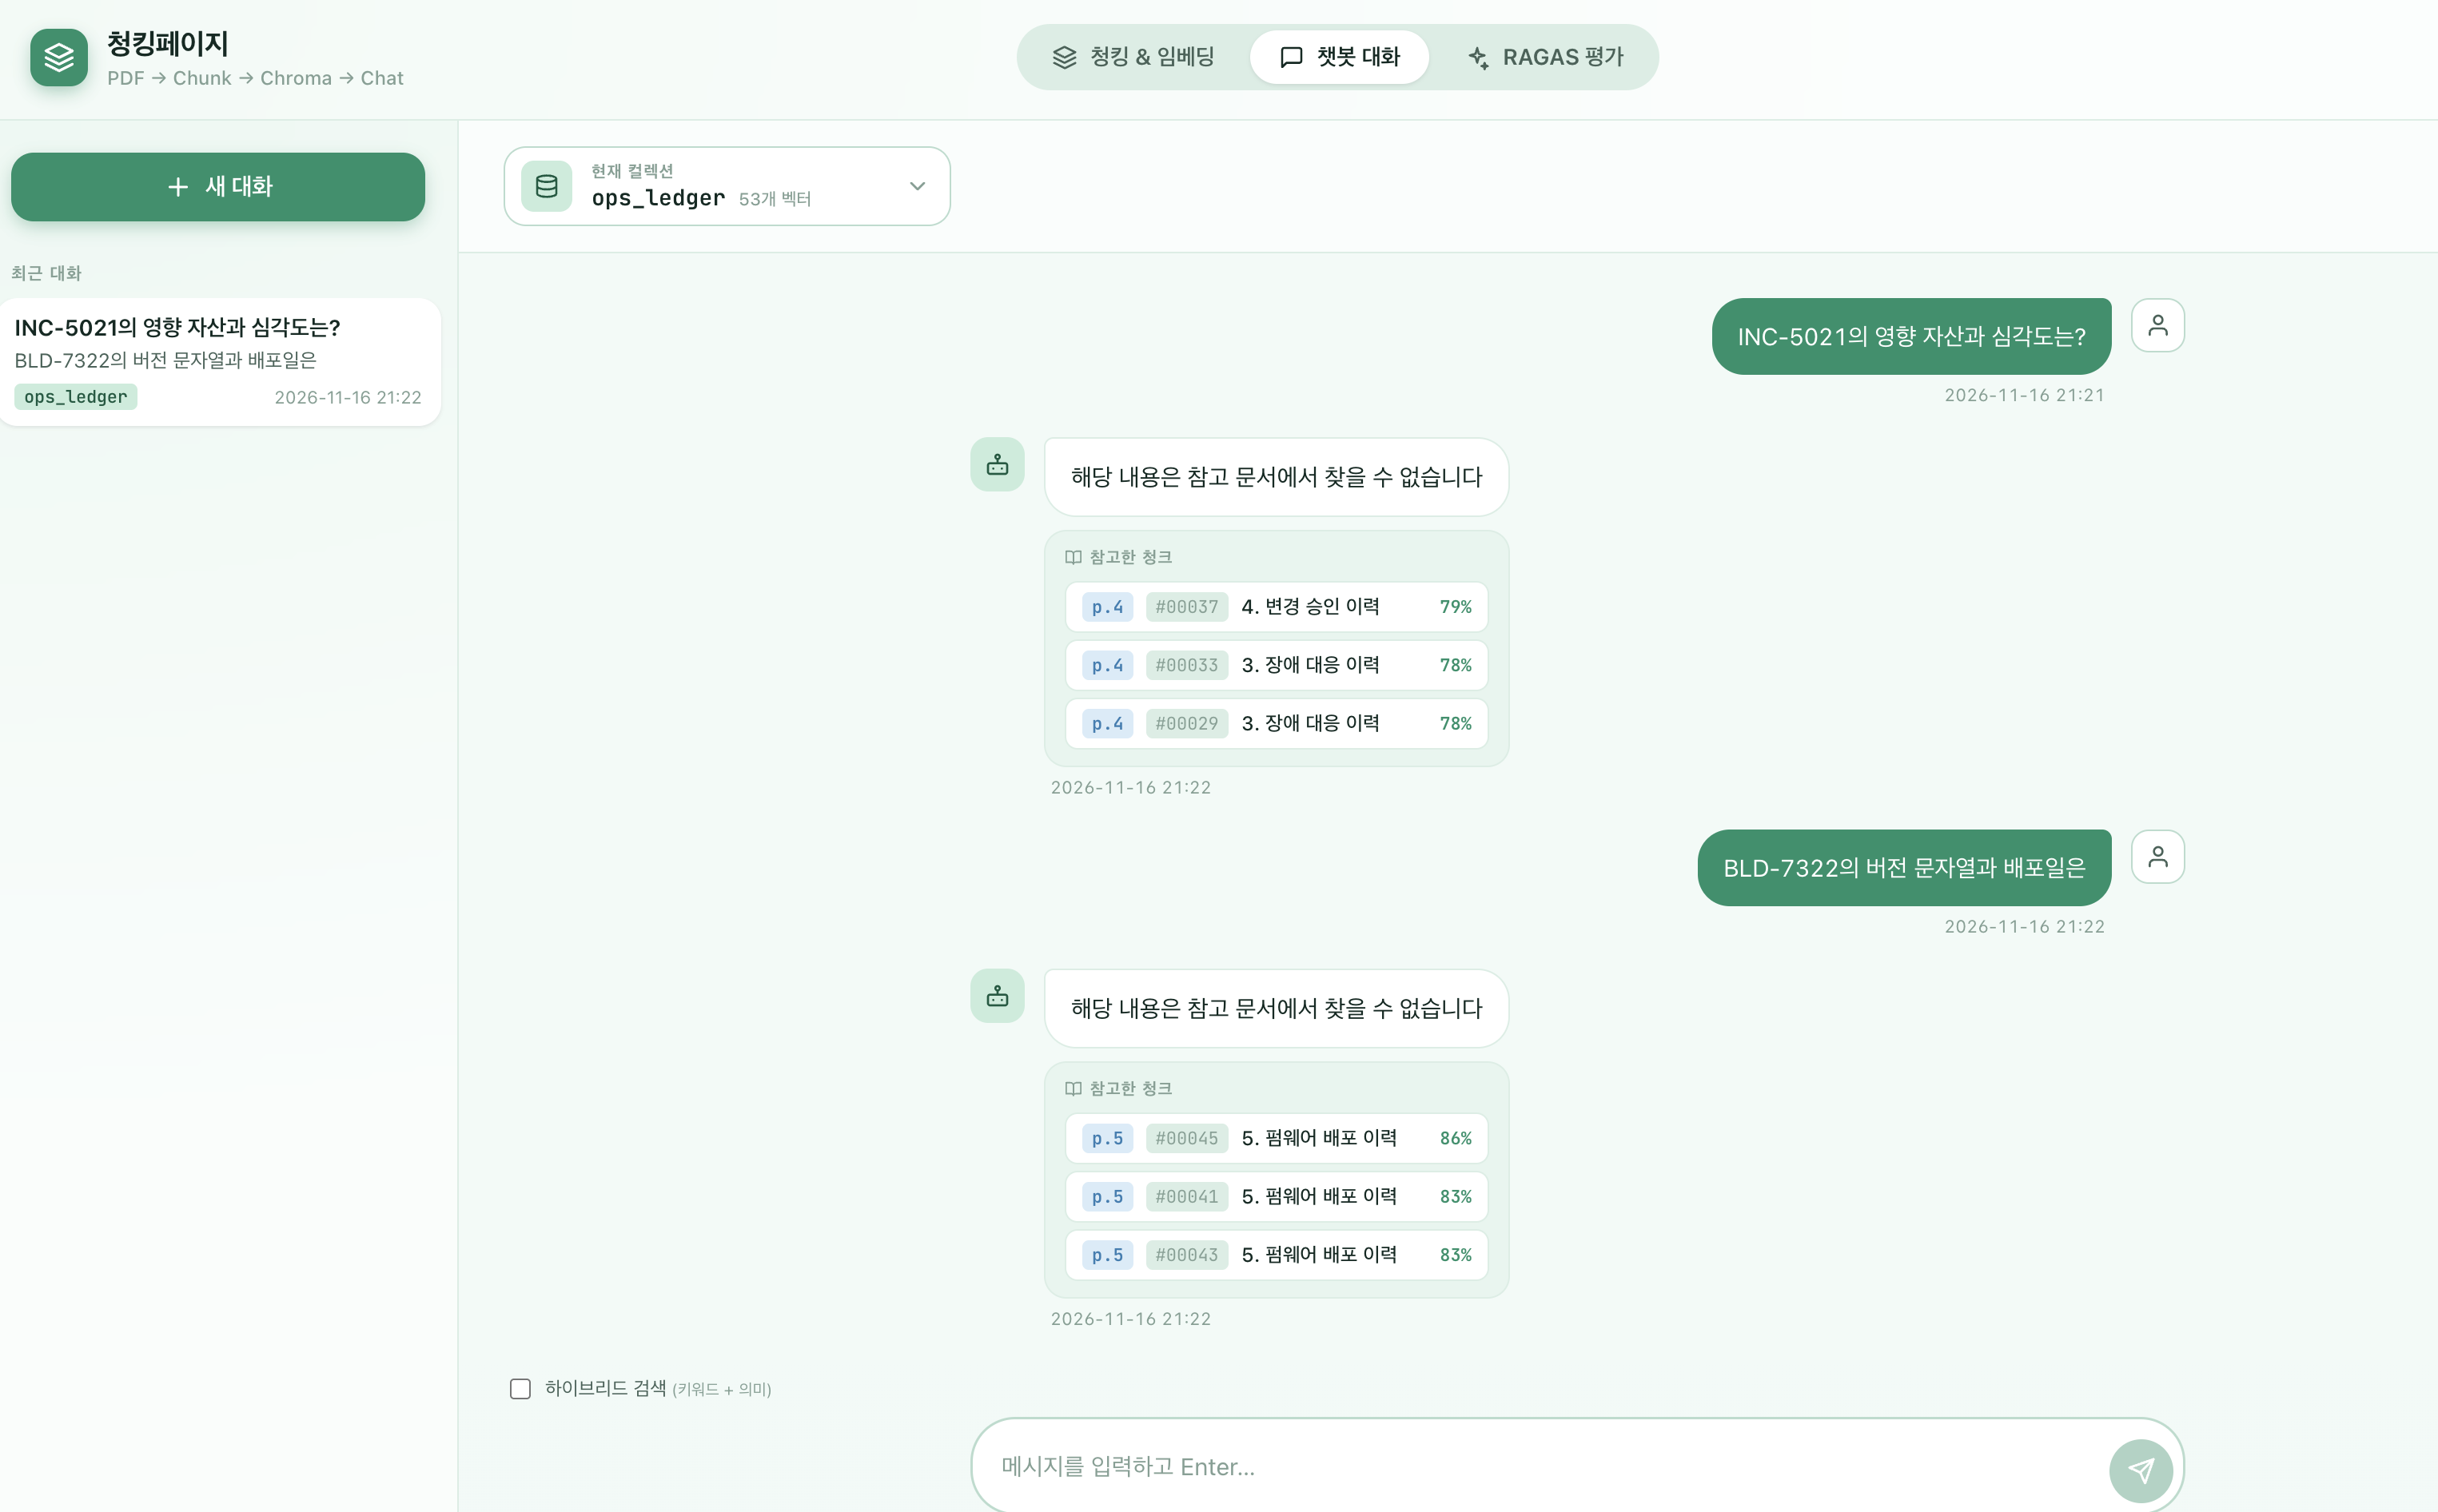 청킹페이지
PDF → Chunk → Chroma → Chat
청킹 & 임베딩
챗봇 대화
RAGAS 평가
+ 새 대화
최근 대화
INC-5021의 영향 자산과 심각도는?
BLD-7322의 버전 문자열과 배포일은
ops_ledger 2026-11-16 21:22
현재 컬렉션
ops_ledger 53개 벡터
INC-5021의 영향 자산과 심각도는?
2026-11-16 21:21
해당 내용은 참고 문서에서 찾을 수 없습니다
참고한 청크
p.4 #00037 4. 변경 승인 이력 79%
p.4 #00033 3. 장애 대응 이력 78%
p.4 #00029 3. 장애 대응 이력 78%
2026-11-16 21:22
BLD-7322의 버전 문자열과 배포일은
2026-11-16 21:22
해당 내용은 참고 문서에서 찾을 수 없습니다
참고한 청크
p.5 #00045 5. 펌웨어 배포 이력 86%
p.5 #00041 5. 펌웨어 배포 이력 83%
p.5 #00043 5. 펌웨어 배포 이력 83%
2026-11-16 21:22
하이브리드 검색 (키워드 + 의미)
메시지를 입력하고 Enter...